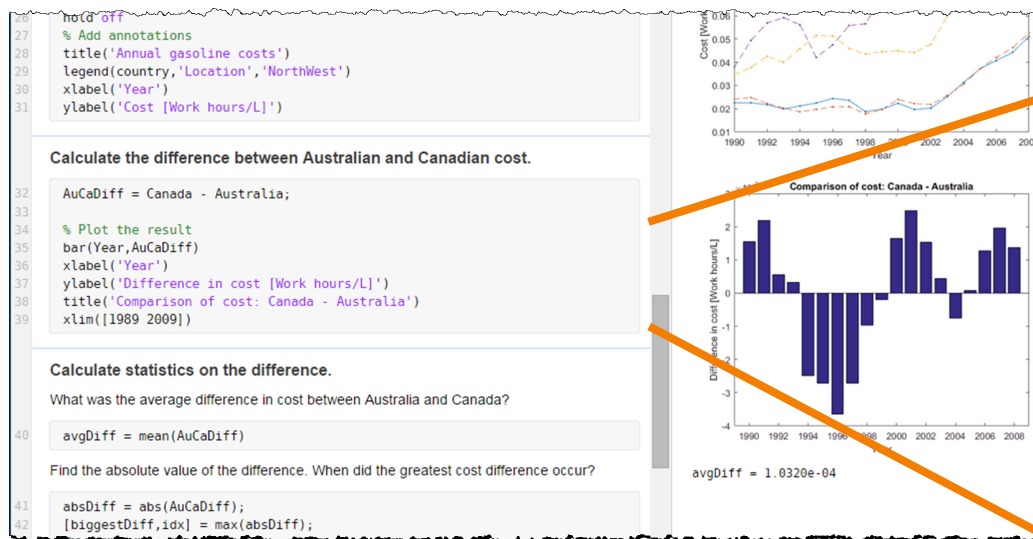 26 hold off
27 % Add annotations
28 title('Annual gasoline costs')
29 legend(country,'Location','NorthWest')
30 xlabel('Year')
31 ylabel('Cost [Work hours/L]')
Calculate the difference between Australian and Canadian cost.
32 AuCaDiff = Canada - Australia;
33
34 % Plot the result
35 bar(Year,AuCaDiff)
36 xlabel('Year')
37 ylabel('Difference in cost [Work hours/L]')
38 title('Comparison of cost: Canada - Australia')
39 xlim([1989 2009])
Calculate statistics on the difference.
What was the average difference in cost between Australia and Canada?
40 avgDiff = mean(AuCaDiff)
Find the absolute value of the difference. When did the greatest cost difference occur?
41 absDiff = abs(AuCaDiff);
42 [biggestDiff,idx] = max(absDiff);
Cost [Work
0.06
0.05
0.04
0.03
0.02
0.01
1990 1992 1994 1996 1998 2000 2002 2004 2006 200
Year
Comparison of cost: Canada - Australia
Difference in cost [Work hours/L]
2
1
0
-1
-2
-3
-4
1990 1992 1994 1996 1998 2000 2002 2004 2006 2008
avgDiff = 1.0320e-04